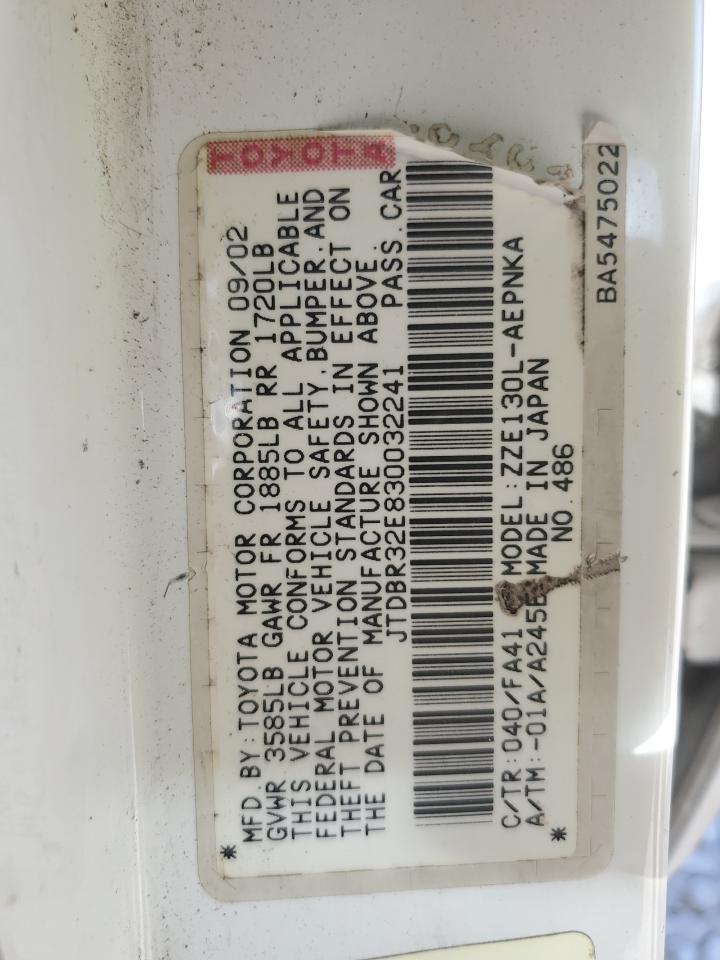 TOYOTA
MFD.BY:TOYOTA MOTOR CORPORATION 09/02
GVWR 3585LB GAWR FR 1885LB RR 1720LB
THIS VEHICLE CONFORMS TO ALL APPLICABLE
FEDERAL MOTOR VEHICLE SAFETY,BUMPER,AND
THEFT PREVENTION STANDARDS IN EFFECT ON
THE DATE OF MANUFACTURE SHOWN ABOVE.
JTDBR32E830032241 PASS.CAR
C/TR:040/FA41 MODEL:ZZE130L-AEPNKA
A/TM:-01A/A245E MADE IN JAPAN
* NO 486 *
BA5475022